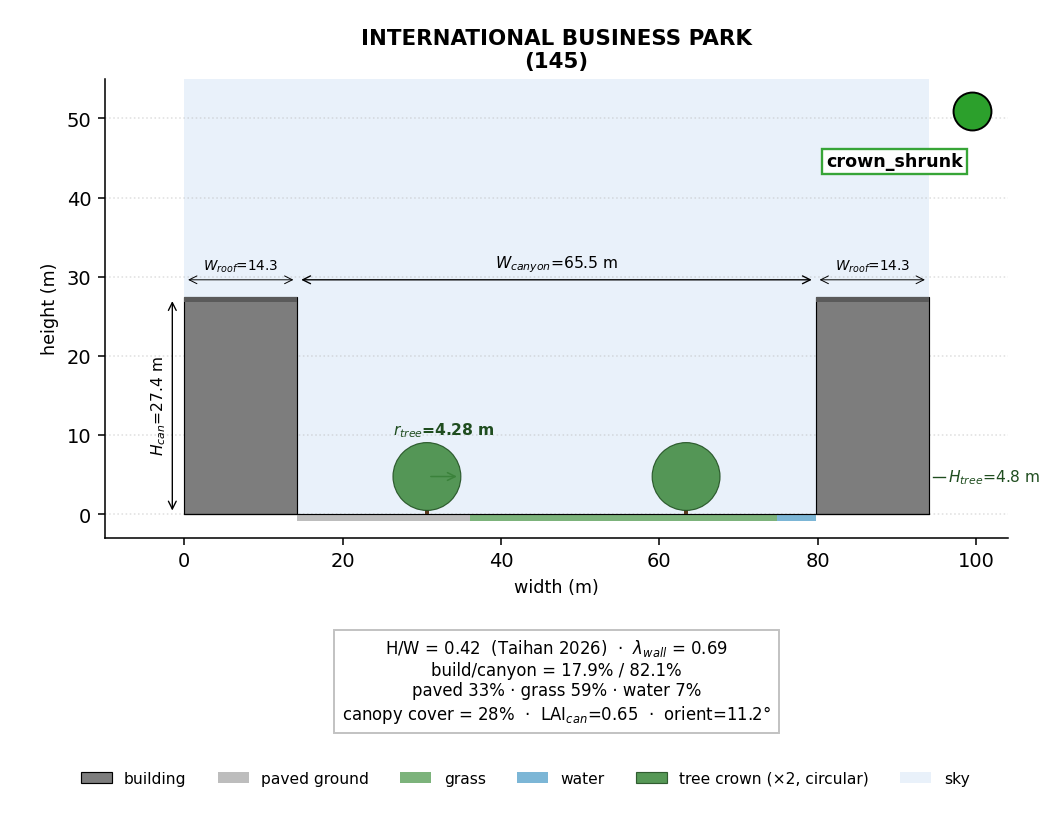 INTERNATIONAL BUSINESS PARK
(145)
50
crown_shrunk
40
W_roof=14.3
W_canyon=65.5 m
W_roof=14.3
30
height (m)
H_can=27.4 m
20
r_tree=4.28 m
10
H_tree=4.8 m
0
0 20 40 60 80 100
width (m)
H/W = 0.42 (Taihan 2026) · λ_wall = 0.69
build/canyon = 17.9% / 82.1%
paved 33% · grass 59% · water 7%
canopy cover = 28% · LAI_can=0.65 · orient=11.2°
building paved ground grass water tree crown (×2, circular) sky